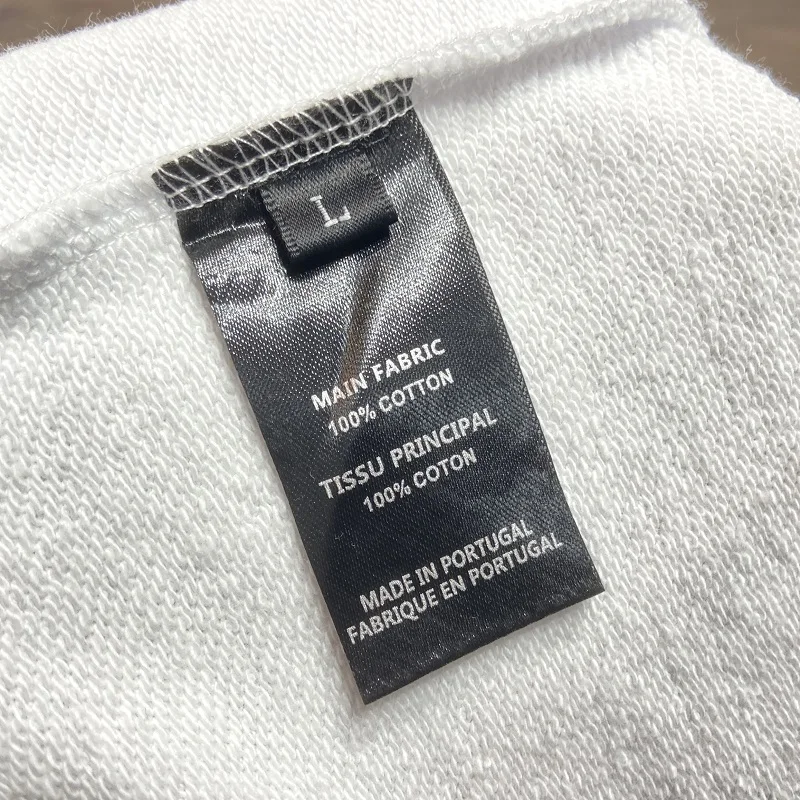 L
MAIN FABRIC
100% COTTON
TISSU PRINCIPAL
100% COTON
MADE IN PORTUGAL
FABRIQUE EN PORTUGAL